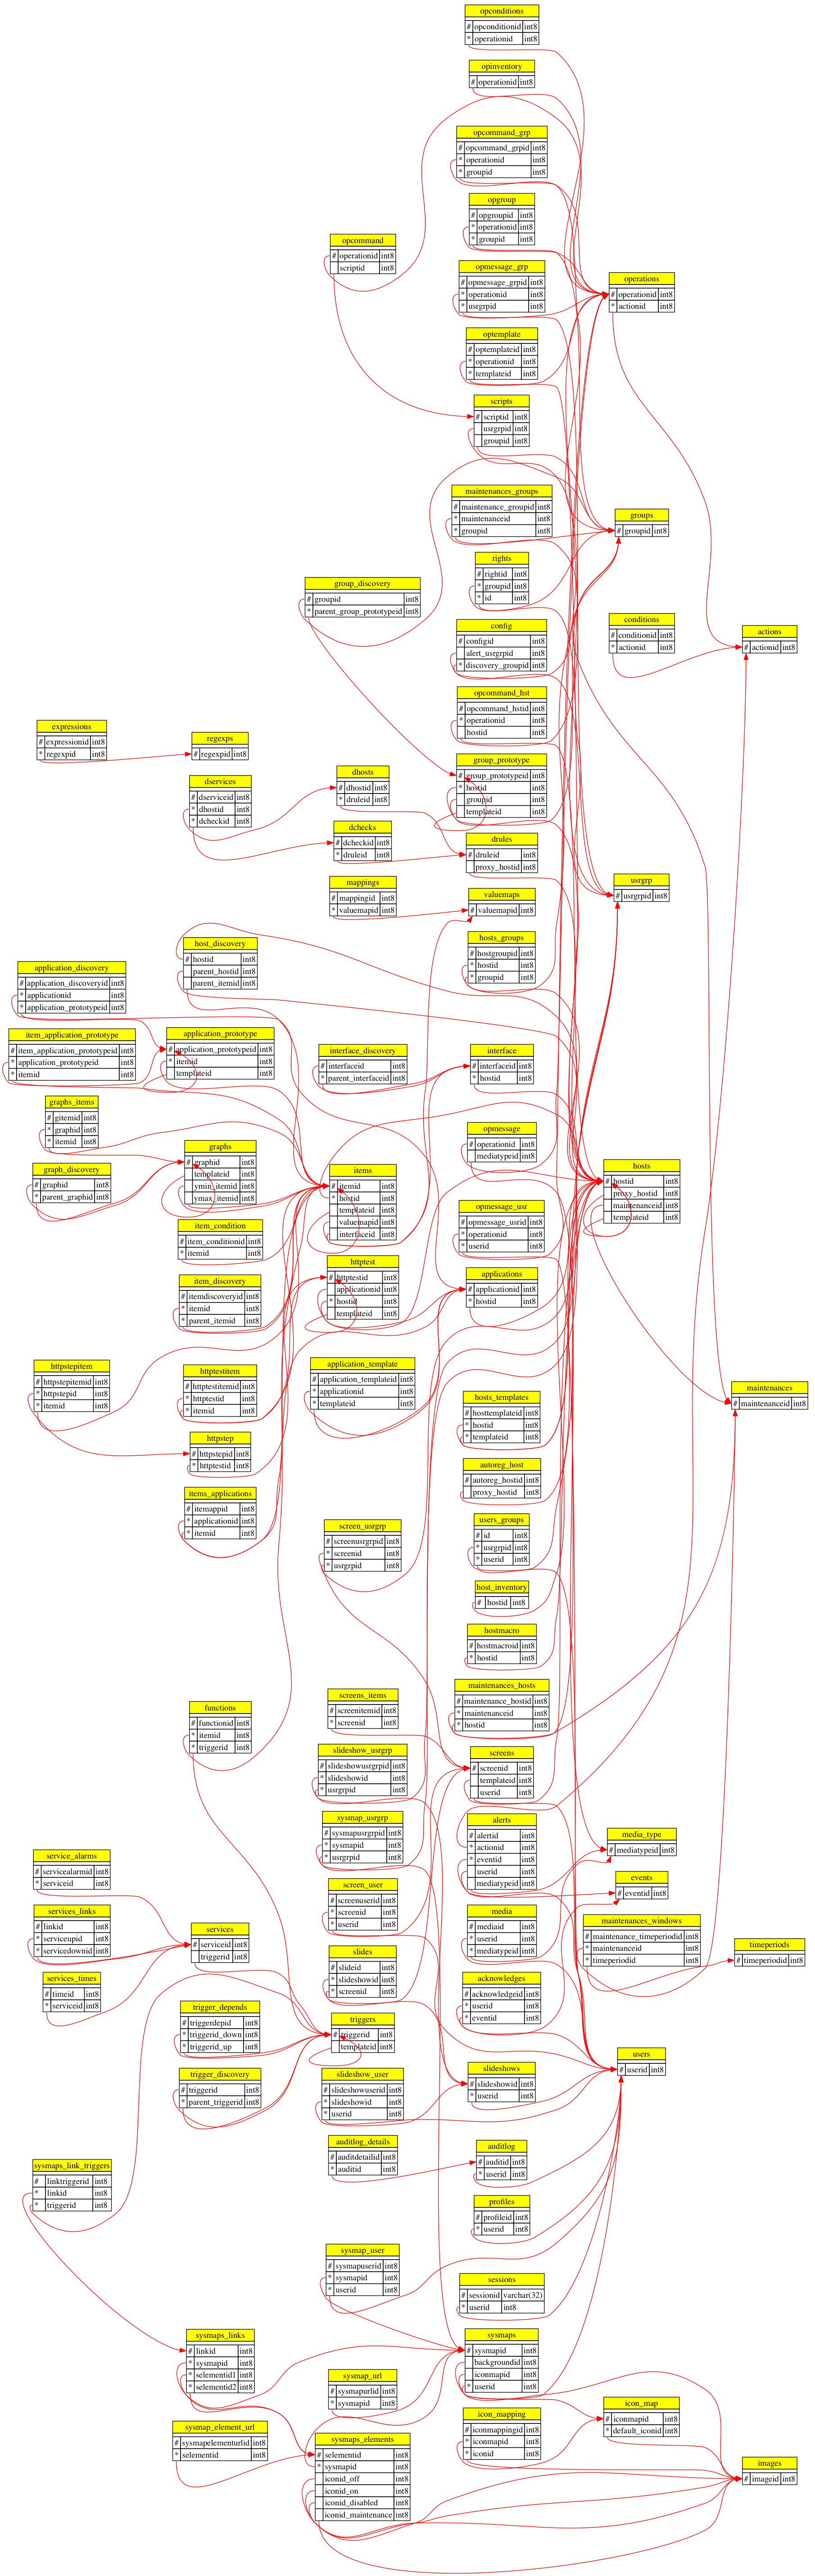 expressions
# expressionid int8
* regexpid int8
application_discovery
# application_discoveryid int8
* applicationid int8
* application_prototypeid int8
item_application_prototype
# item_application_prototypeid int8
* application_prototypeid int8
* itemid int8
graphs_items
# gitemid int8
* graphid int8
* itemid int8
graph_discovery
# graphid int8
* parent_graphid int8
httpstepitem
# httpstepitemid int8
* httpstepid int8
* itemid int8
service_alarms
# servicealarmid int8
* serviceid int8
services_links
# linkid int8
* serviceupid int8
* servicedownid int8
services_times
# timeid int8
* serviceid int8
sysmaps_link_triggers
# linktriggerid int8
* linkid int8
* triggerid int8
regexps
# regexpid int8
dservices
# dserviceid int8
* dhostid int8
* dcheckid int8
host_discovery
# hostid int8
parent_hostid int8
parent_itemid int8
application_prototype
# application_prototypeid int8
* itemid int8
templateid int8
graphs
# graphid int8
templateid int8
ymin_itemid int8
ymax_itemid int8
item_condition
# item_conditionid int8
* itemid int8
item_discovery
# itemdiscoveryid int8
* itemid int8
* parent_itemid int8
httptestitem
# httptestitemid int8
* httptestid int8
* itemid int8
httpstep
# httpstepid int8
* httptestid int8
items_applications
# itemappid int8
* applicationid int8
* itemid int8
functions
# functionid int8
* itemid int8
* triggerid int8
services
# serviceid int8
triggerid int8
trigger_depends
# triggerdepid int8
* triggerid_down int8
* triggerid_up int8
trigger_discovery
# triggerid int8
* parent_triggerid int8
sysmaps_links
# linkid int8
* sysmapid int8
* selementid1 int8
* selementid2 int8
sysmap_element_url
# sysmapelementurlid int8
* selementid int8
opcommand
# operationid int8
scriptid int8
group_discovery
# groupid int8
* parent_group_prototypeid int8
dhosts
# dhostid int8
* druleid int8
dchecks
# dcheckid int8
* druleid int8
mappings
# mappingid int8
* valuemapid int8
interface_discovery
# interfaceid int8
* parent_interfaceid int8
items
# itemid int8
* hostid int8
templateid int8
valuemapid int8
interfaceid int8
httptest
# httptestid int8
applicationid int8
* hostid int8
templateid int8
application_template
# application_templateid int8
* applicationid int8
* templateid int8
screen_usrgrp
# screenusrgrpid int8
* screenid int8
* usrgrpid int8
screens_items
# screenitemid int8
* screenid int8
slideshow_usrgrp
# slideshowusrgrpid int8
* slideshowid int8
* usrgrpid int8
sysmap_usrgrp
# sysmapusrgrpid int8
* sysmapid int8
* usrgrpid int8
screen_user
# screenuserid int8
* screenid int8
* userid int8
slides
# slideid int8
* slideshowid int8
* screenid int8
triggers
# triggerid int8
templateid int8
slideshow_user
# slideshowuserid int8
* slideshowid int8
* userid int8
auditlog_details
# auditdetailid int8
* auditid int8
sysmap_user
# sysmapuserid int8
* sysmapid int8
* userid int8
sysmap_url
# sysmapurlid int8
* sysmapid int8
sysmaps_elements
# selementid int8
* sysmapid int8
iconid_off int8
iconid_on int8
iconid_disabled int8
iconid_maintenance int8
opconditions
# opconditionid int8
* operationid int8
opinventory
# operationid int8
opcommand_grp
# opcommand_grpid int8
* operationid int8
* groupid int8
opgroup
# opgroupid int8
* operationid int8
* groupid int8
opmessage_grp
# opmessage_grpid int8
* operationid int8
* usrgrpid int8
optemplate
# optemplateid int8
* operationid int8
* templateid int8
scripts
# scriptid int8
usrgrpid int8
groupid int8
maintenances_groups
# maintenance_groupid int8
* maintenanceid int8
* groupid int8
rights
# rightid int8
* groupid int8
* id int8
config
# configid int8
alert_usrgrpid int8
* discovery_groupid int8
opcommand_hst
# opcommand_hstid int8
* operationid int8
hostid int8
group_prototype
# group_prototypeid int8
* hostid int8
groupid int8
templateid int8
drules
# druleid int8
proxy_hostid int8
valuemaps
# valuemapid int8
hosts_groups
# hostgroupid int8
* hostid int8
* groupid int8
interface
# interfaceid int8
* hostid int8
opmessage
# operationid int8
mediatypeid int8
opmessage_usr
# opmessage_usrid int8
* operationid int8
* userid int8
applications
# applicationid int8
* hostid int8
hosts_templates
# hosttemplateid int8
* hostid int8
* templateid int8
autoreg_host
# autoreg_hostid int8
proxy_hostid int8
users_groups
# id int8
* usrgrpid int8
* userid int8
host_inventory
# hostid int8
hostmacro
# hostmacroid int8
* hostid int8
maintenances_hosts
# maintenance_hostid int8
* maintenanceid int8
* hostid int8
screens
# screenid int8
templateid int8
userid int8
alerts
# alertid int8
* actionid int8
* eventid int8
userid int8
mediatypeid int8
media
# mediaid int8
* userid int8
* mediatypeid int8
acknowledges
# acknowledgeid int8
* userid int8
* eventid int8
slideshows
# slideshowid int8
* userid int8
auditlog
# auditid int8
* userid int8
profiles
# profileid int8
* userid int8
sessions
# sessionid varchar(32)
* userid int8
sysmaps
# sysmapid int8
backgroundid int8
iconmapid int8
* userid int8
icon_mapping
# iconmappingid int8
* iconmapid int8
* iconid int8
operations
# operationid int8
* actionid int8
groups
# groupid int8
conditions
# conditionid int8
* actionid int8
usrgrp
# usrgrpid int8
hosts
# hostid int8
proxy_hostid int8
maintenanceid int8
templateid int8
media_type
# mediatypeid int8
events
# eventid int8
maintenances_windows
# maintenance_timeperiodid int8
* maintenanceid int8
* timeperiodid int8
users
# userid int8
icon_map
# iconmapid int8
* default_iconid int8
actions
# actionid int8
maintenances
# maintenanceid int8
timeperiods
# timeperiodid int8
images
# imageid int8